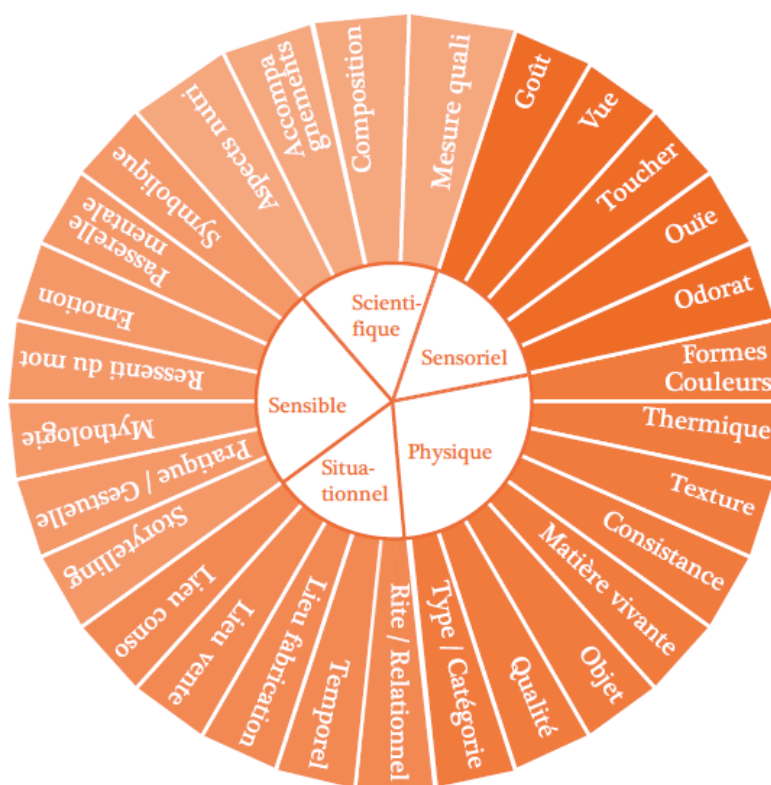 Goût
Vue
Toucher
Ouïe
Odorat
Formes
Couleurs
Thermique
Texture
Consistance
Matière vivante
Objet
Qualité
Type / Catégorie
Rite / Relationnel
Temporel
Lieu fabrication
Lieu vente
Lieu conso
Storytelling
Pratique / Gestuelle
Mythologie
Ressenti du mot
Emotion
Passerelle
mentale
Symbolique
Aspects nutri
Accompa
gnements
Composition
Mesure quali
Scienti-
fique
Sensoriel
Physique
Situa-
tionnel
Sensible